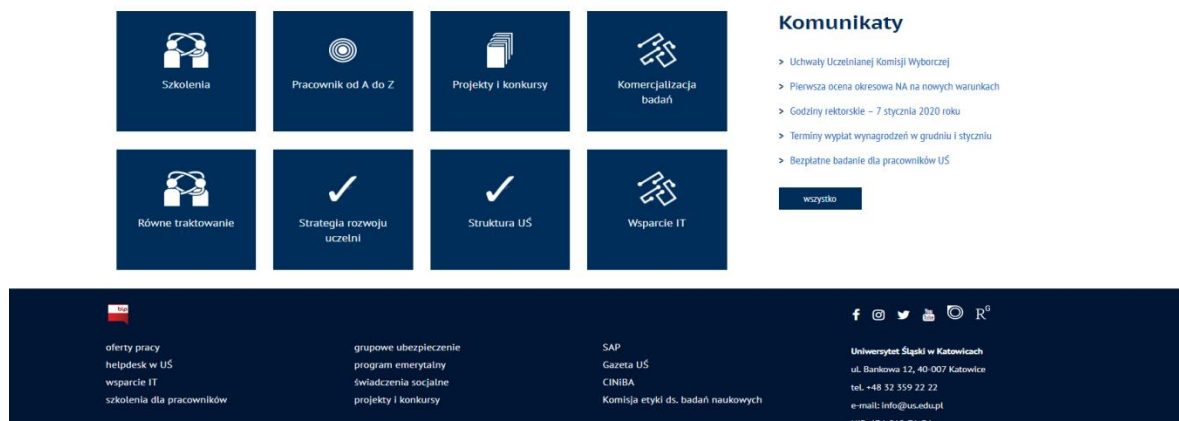 Komunikaty
Szkolenia
Pracownik od A do Z
Projekty i konkursy
Komercjalizacja
badań
> Uchwały Uczelnianej Komisji Wyborczej
> Pierwsza ocena okresowa NA na nowych warunkach
> Godziny rektorskie – 7 stycznia 2020 roku
> Terminy wypłat wynagrodzeń w grudniu i styczniu
> Bezpłatne badanie dla pracowników UŚ
wszystko
Równe traktowanie
Strategia rozwoju
uczelni
Struktura UŚ
Wsparcie IT
bip
oferty pracy
helpdesk w UŚ
wsparcie IT
szkolenia dla pracowników
grupowe ubezpieczenie
program emerytalny
świadczenia socjalne
projekty i konkursy
SAP
Gazeta UŚ
CINiBA
Komisja etyki ds. badań naukowych
RG
Uniwersytet Śląski w Katowicach
ul. Bankowa 12, 40-007 Katowice
tel. +48 32 359 22 22
e-mail: info@us.edu.pl